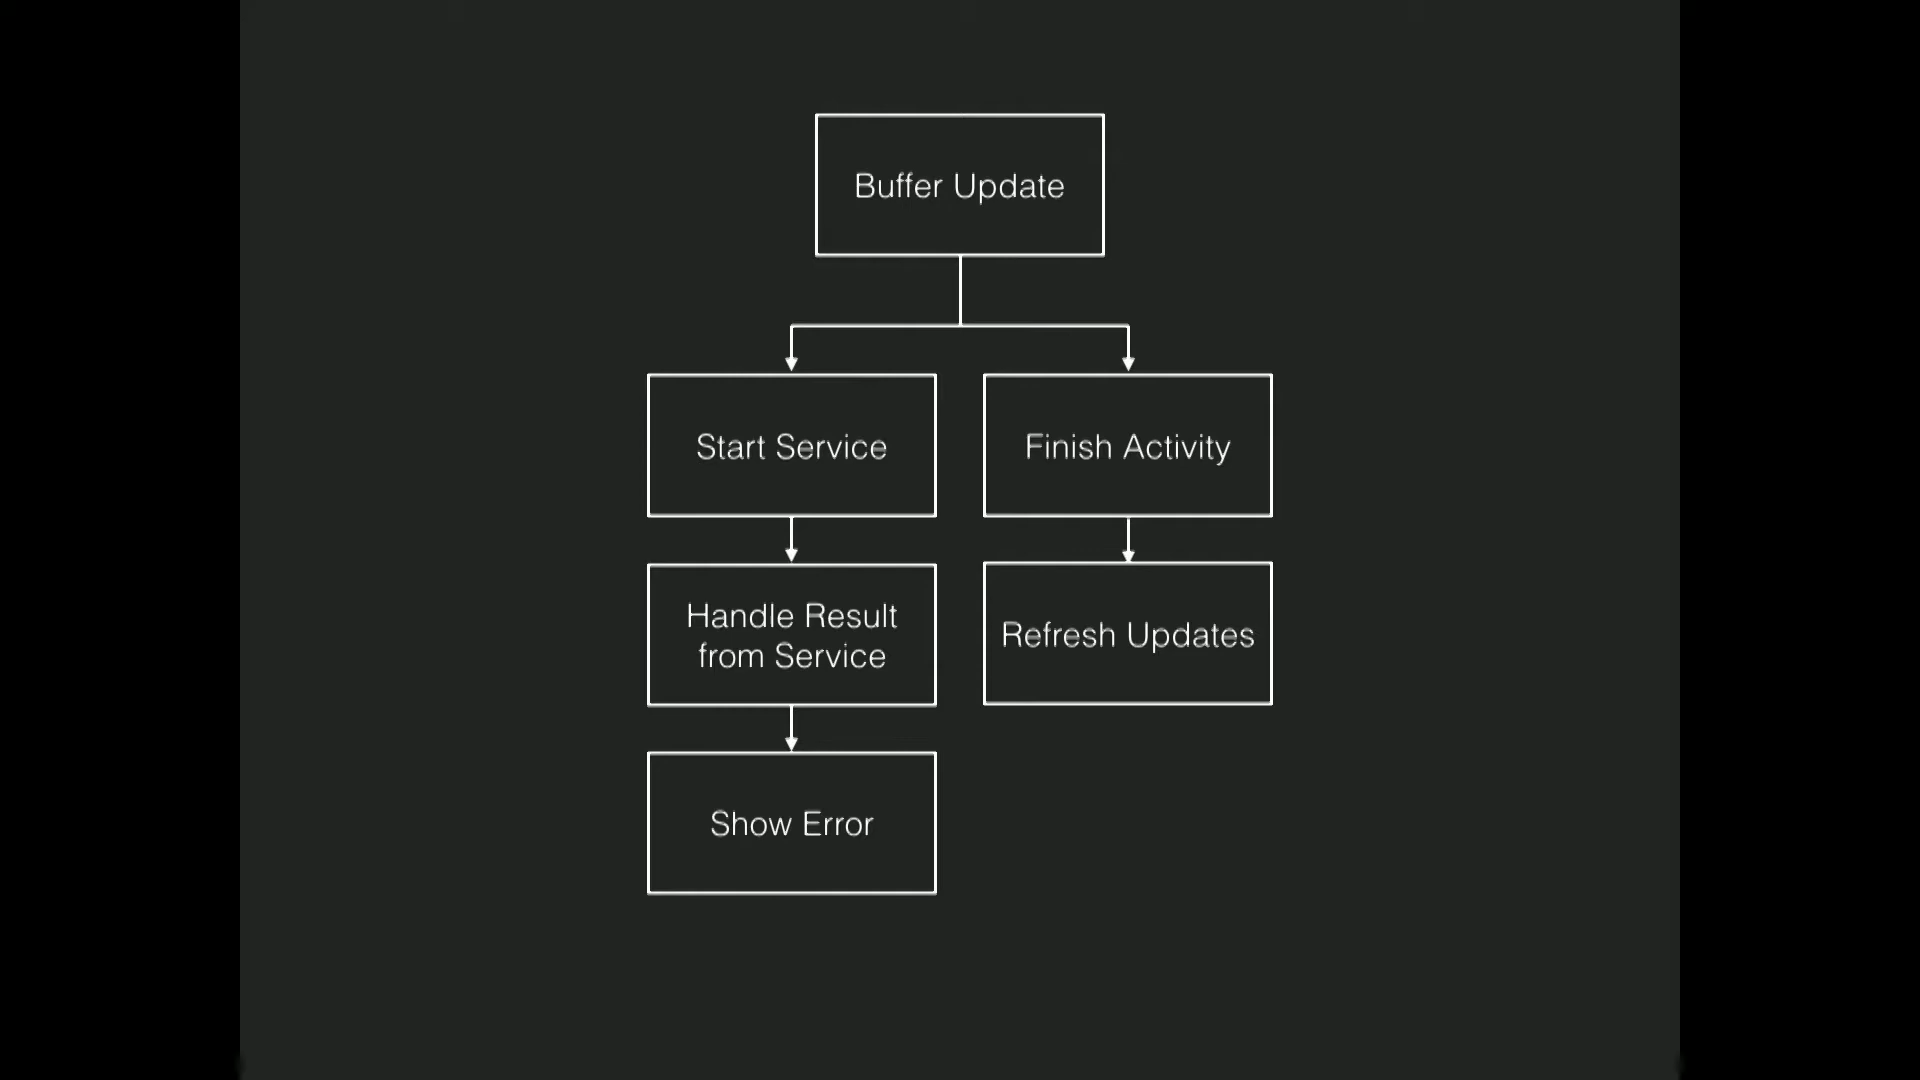 Buffer Update
Start Service
Finish Activity
Handle Result
from Service
Refresh Updates
Show Error